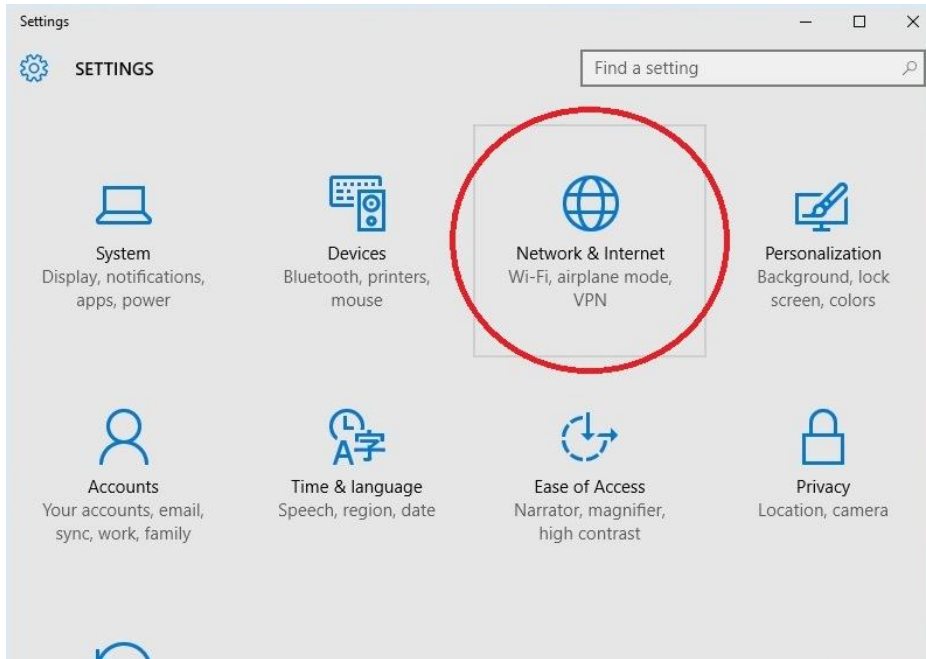 Settings
SETTINGS
Find a setting
System
Display, notifications,
apps, power
Devices
Bluetooth, printers,
mouse
Network & Internet
Wi-Fi, airplane mode,
VPN
Personalization
Background, lock
screen, colors
Accounts
Your accounts, email,
sync, work, family
A字
Time & language
Speech, region, date
Ease of Access
Narrator, magnifier,
high contrast
Privacy
Location, camera